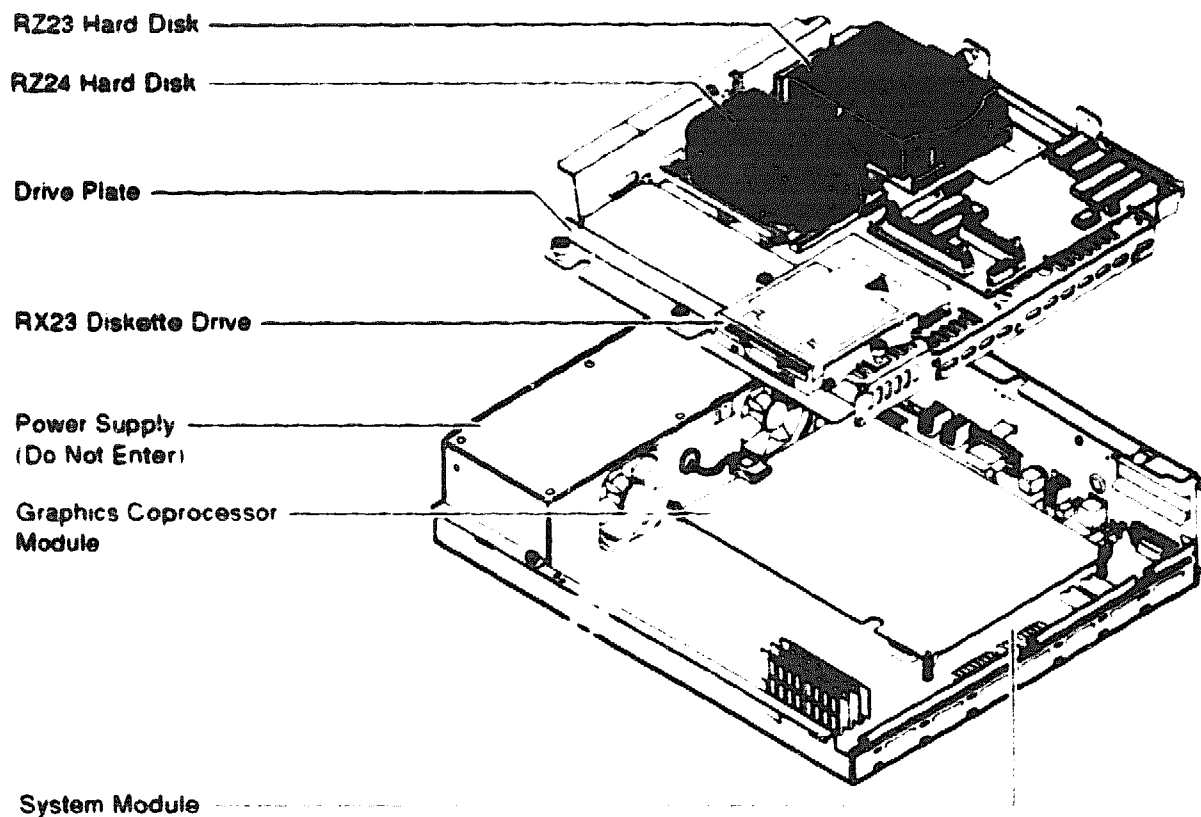 RZ23 Hard Disk
RZ24 Hard Disk
Drive Plate
RX23 Diskette Drive
Power Supply
(Do Not Enter)
Graphics Coprocessor
Module
System Module